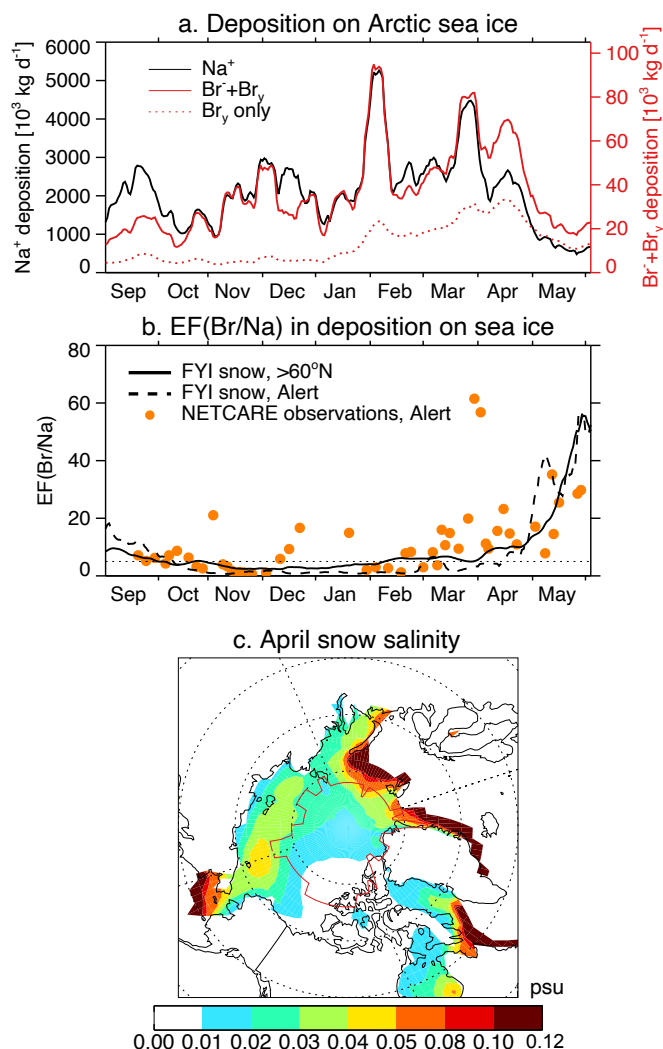 a. Deposition on Arctic sea ice
Na⁺ deposition [10³ kg d⁻¹]
6000
5000
4000
3000
2000
1000
0
Na⁺
Br⁻+Brᵧ
Brᵧ only
100
80
60
40
20
0
Br⁻+Brᵧ deposition [10³ kg d⁻¹]
Sep Oct Nov Dec Jan Feb Mar Apr May
b. EF(Br/Na) in deposition on sea ice
EF(Br/Na)
80
60
40
20
0
FYI snow, >60°N
FYI snow, Alert
NETCARE observations, Alert
Sep Oct Nov Dec Jan Feb Mar Apr May
c. April snow salinity
psu
0.00 0.01 0.02 0.03 0.04 0.05 0.08 0.10 0.12